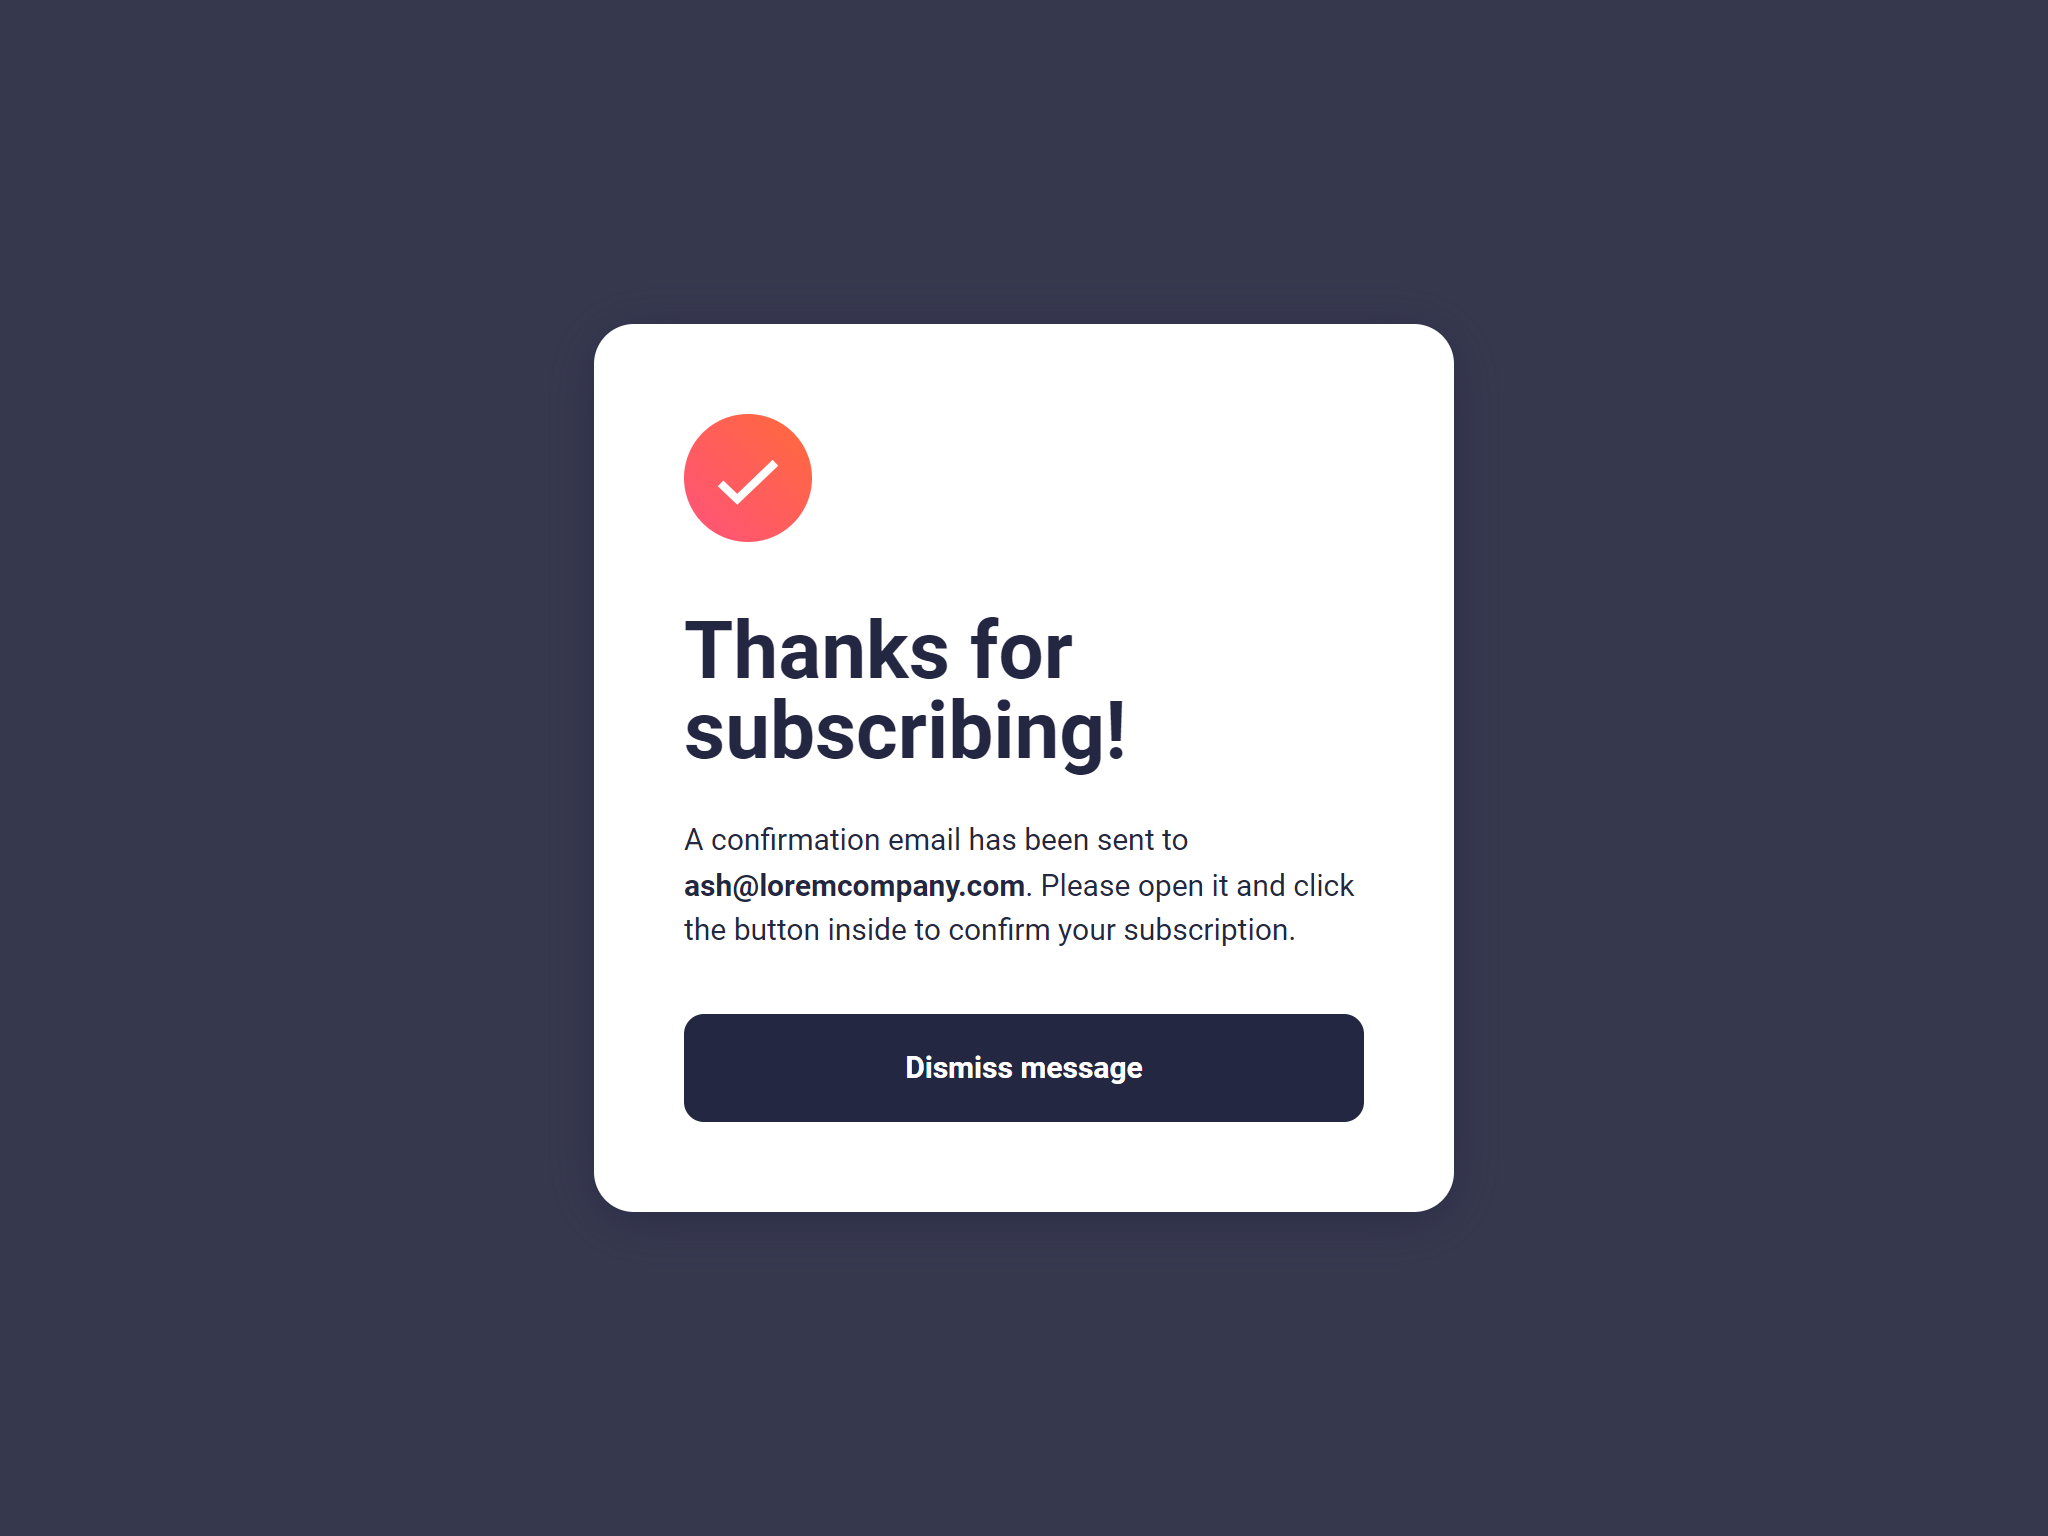 Thanks for
subscribing!
A confirmation email has been sent to
ash@loremcompany.com. Please open it and click
the button inside to confirm your subscription.
Dismiss message